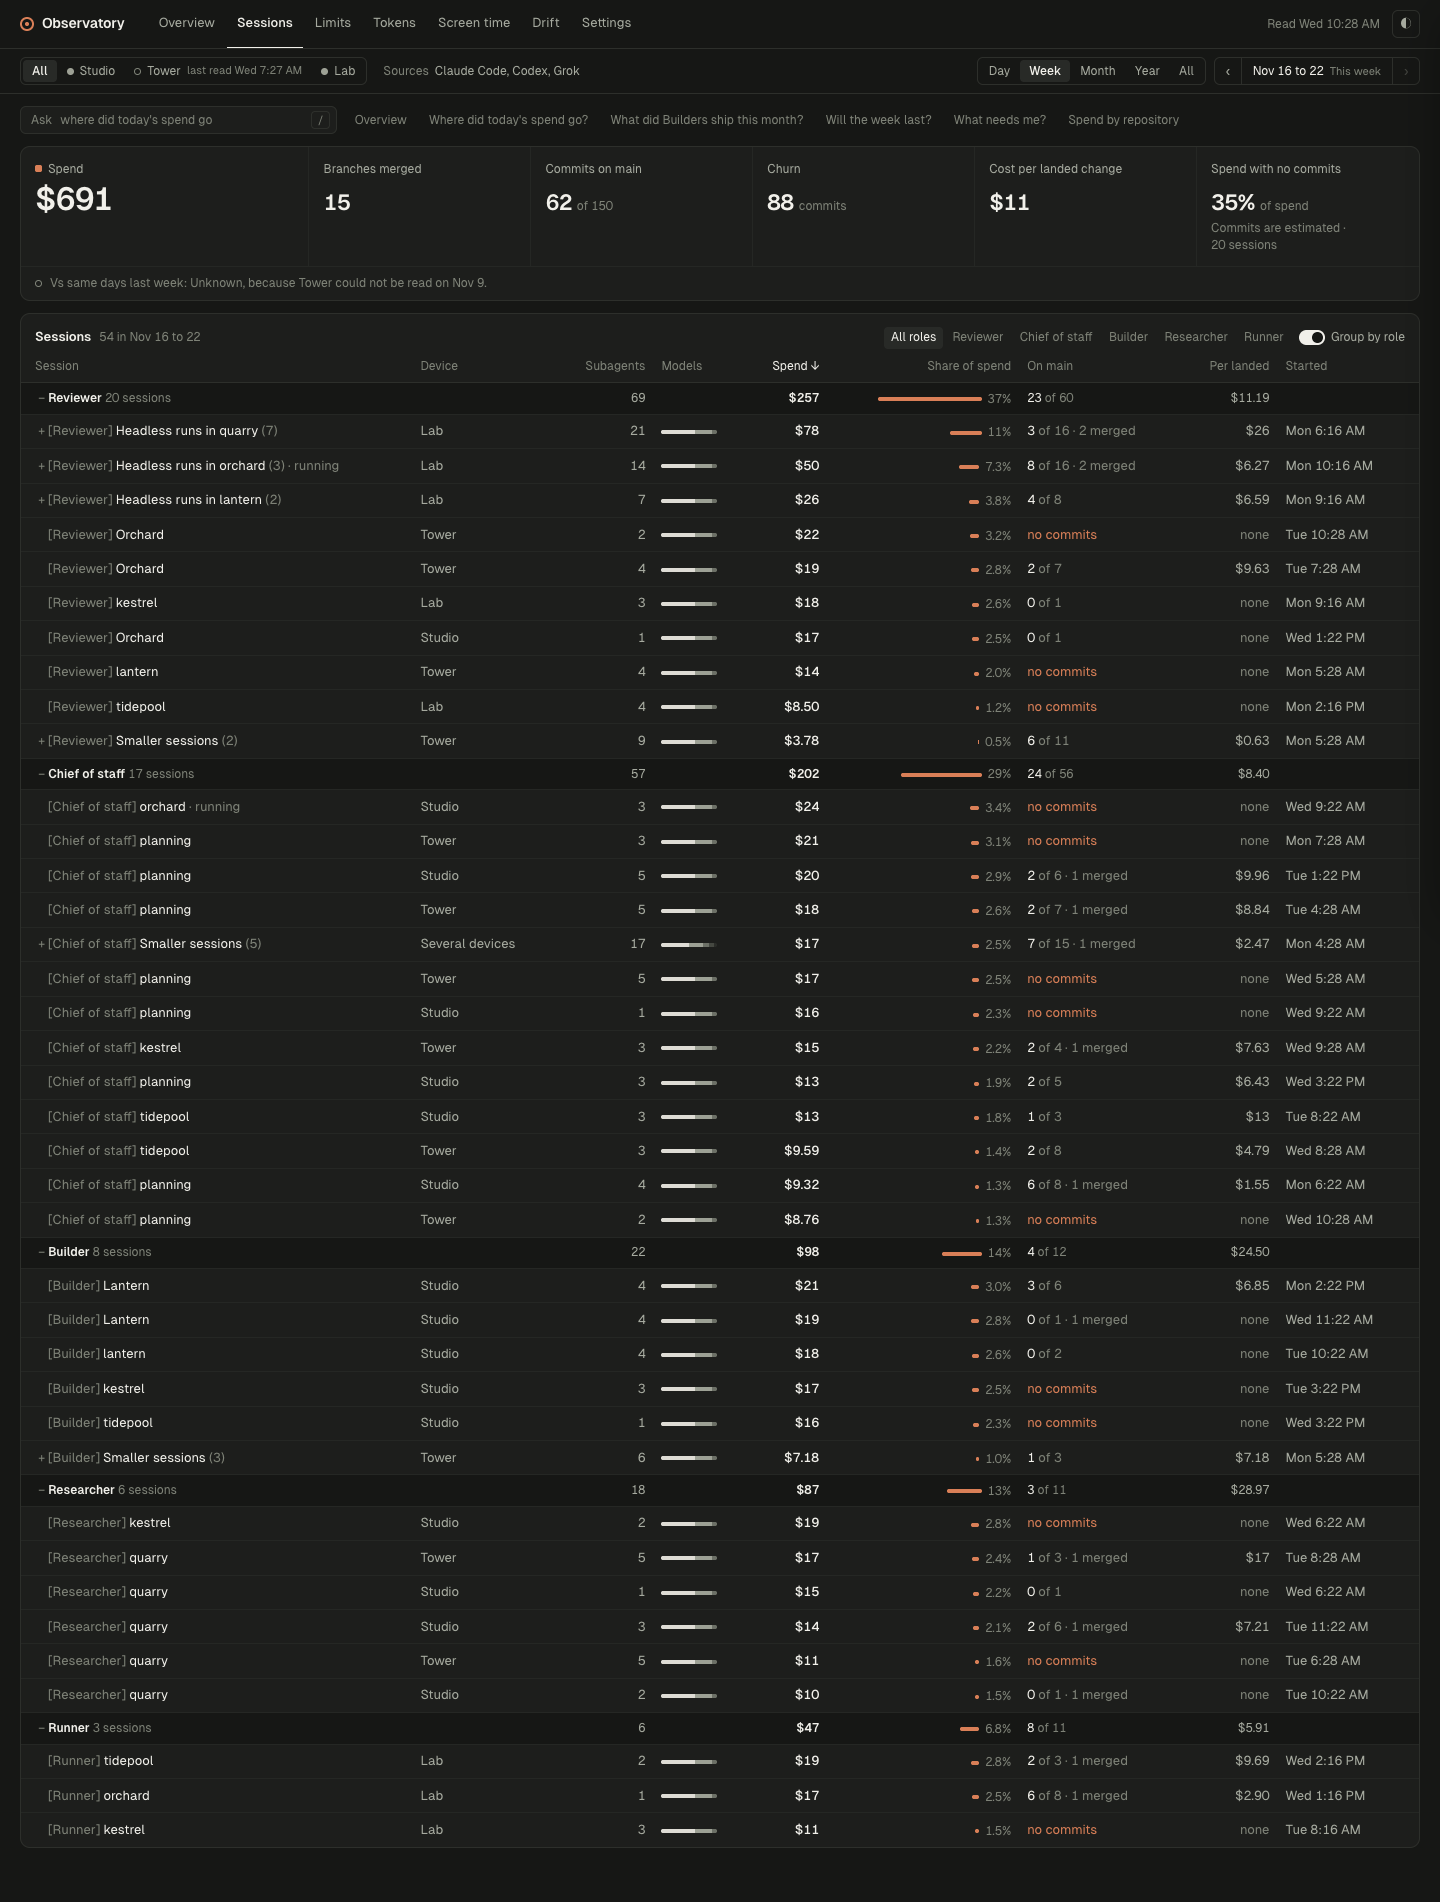 Observatory Overview Sessions Limits Tokens Screen time Drift Settings Read Wed 10:28 AM
All Studio Tower last read Wed 7:27 AM Lab Sources Claude Code, Codex, Grok Day Week Month Year All ‹ Nov 16 to 22 This week ›
Ask where did today's spend go / Overview Where did today's spend go? What did Builders ship this month? Will the week last? What needs me? Spend by repository
Spend Branches merged Commits on main Churn Cost per landed change Spend with no commits
$691 15 62 of 150 88 commits $11 35% of spend
Commits are estimated ·
20 sessions
Vs same days last week: Unknown, because Tower could not be read on Nov 9.
Sessions 54 in Nov 16 to 22 All roles Reviewer Chief of staff Builder Researcher Runner Group by role
Session Device Subagents Models Spend ↓ Share of spend On main Per landed Started
− Reviewer 20 sessions 69 $257 37% 23 of 60 $11.19
+ [Reviewer] Headless runs in quarry (7) Lab 21 $78 11% 3 of 16 · 2 merged $26 Mon 6:16 AM
+ [Reviewer] Headless runs in orchard (3) · running Lab 14 $50 7.3% 8 of 16 · 2 merged $6.27 Mon 10:16 AM
+ [Reviewer] Headless runs in lantern (2) Lab 7 $26 3.8% 4 of 8 $6.59 Mon 9:16 AM
[Reviewer] Orchard Tower 2 $22 3.2% no commits none Tue 10:28 AM
[Reviewer] Orchard Tower 4 $19 2.8% 2 of 7 $9.63 Tue 7:28 AM
[Reviewer] kestrel Lab 3 $18 2.6% 0 of 1 none Mon 9:16 AM
[Reviewer] Orchard Studio 1 $17 2.5% 0 of 1 none Wed 1:22 PM
[Reviewer] lantern Tower 4 $14 2.0% no commits none Mon 5:28 AM
[Reviewer] tidepool Lab 4 $8.50 1.2% no commits none Mon 2:16 PM
+ [Reviewer] Smaller sessions (2) Tower 9 $3.78 0.5% 6 of 11 $0.63 Mon 5:28 AM
− Chief of staff 17 sessions 57 $202 29% 24 of 56 $8.40
[Chief of staff] orchard · running Studio 3 $24 3.4% no commits none Wed 9:22 AM
[Chief of staff] planning Tower 3 $21 3.1% no commits none Mon 7:28 AM
[Chief of staff] planning Studio 5 $20 2.9% 2 of 6 · 1 merged $9.96 Tue 1:22 PM
[Chief of staff] planning Tower 5 $18 2.6% 2 of 7 · 1 merged $8.84 Tue 4:28 AM
+ [Chief of staff] Smaller sessions (5) Several devices 17 $17 2.5% 7 of 15 · 1 merged $2.47 Mon 4:28 AM
[Chief of staff] planning Tower 5 $17 2.5% no commits none Wed 5:28 AM
[Chief of staff] planning Studio 1 $16 2.3% no commits none Wed 9:22 AM
[Chief of staff] kestrel Tower 3 $15 2.2% 2 of 4 · 1 merged $7.63 Wed 9:28 AM
[Chief of staff] planning Studio 3 $13 1.9% 2 of 5 $6.43 Wed 3:22 PM
[Chief of staff] tidepool Studio 3 $13 1.8% 1 of 3 $13 Tue 8:22 AM
[Chief of staff] tidepool Tower 3 $9.59 1.4% 2 of 8 $4.79 Wed 8:28 AM
[Chief of staff] planning Studio 4 $9.32 1.3% 6 of 8 · 1 merged $1.55 Mon 6:22 AM
[Chief of staff] planning Tower 2 $8.76 1.3% no commits none Wed 10:28 AM
− Builder 8 sessions 22 $98 14% 4 of 12 $24.50
[Builder] Lantern Studio 4 $21 3.0% 3 of 6 $6.85 Mon 2:22 PM
[Builder] Lantern Studio 4 $19 2.8% 0 of 1 · 1 merged none Wed 11:22 AM
[Builder] lantern Studio 4 $18 2.6% 0 of 2 none Tue 10:22 AM
[Builder] kestrel Studio 3 $17 2.5% no commits none Tue 3:22 PM
[Builder] tidepool Studio 1 $16 2.3% no commits none Wed 3:22 PM
+ [Builder] Smaller sessions (3) Tower 6 $7.18 1.0% 1 of 3 $7.18 Mon 5:28 AM
− Researcher 6 sessions 18 $87 13% 3 of 11 $28.97
[Researcher] kestrel Studio 2 $19 2.8% no commits none Wed 6:22 AM
[Researcher] quarry Tower 5 $17 2.4% 1 of 3 · 1 merged $17 Tue 8:28 AM
[Researcher] quarry Studio 1 $15 2.2% 0 of 1 none Wed 6:22 AM
[Researcher] quarry Studio 3 $14 2.1% 2 of 6 · 1 merged $7.21 Tue 11:22 AM
[Researcher] quarry Tower 5 $11 1.6% no commits none Tue 6:28 AM
[Researcher] quarry Studio 2 $10 1.5% 0 of 1 · 1 merged none Tue 10:22 AM
− Runner 3 sessions 6 $47 6.8% 8 of 11 $5.91
[Runner] tidepool Lab 2 $19 2.8% 2 of 3 · 1 merged $9.69 Wed 2:16 PM
[Runner] orchard Lab 1 $17 2.5% 6 of 8 · 1 merged $2.90 Wed 1:16 PM
[Runner] kestrel Lab 3 $11 1.5% no commits none Tue 8:16 AM